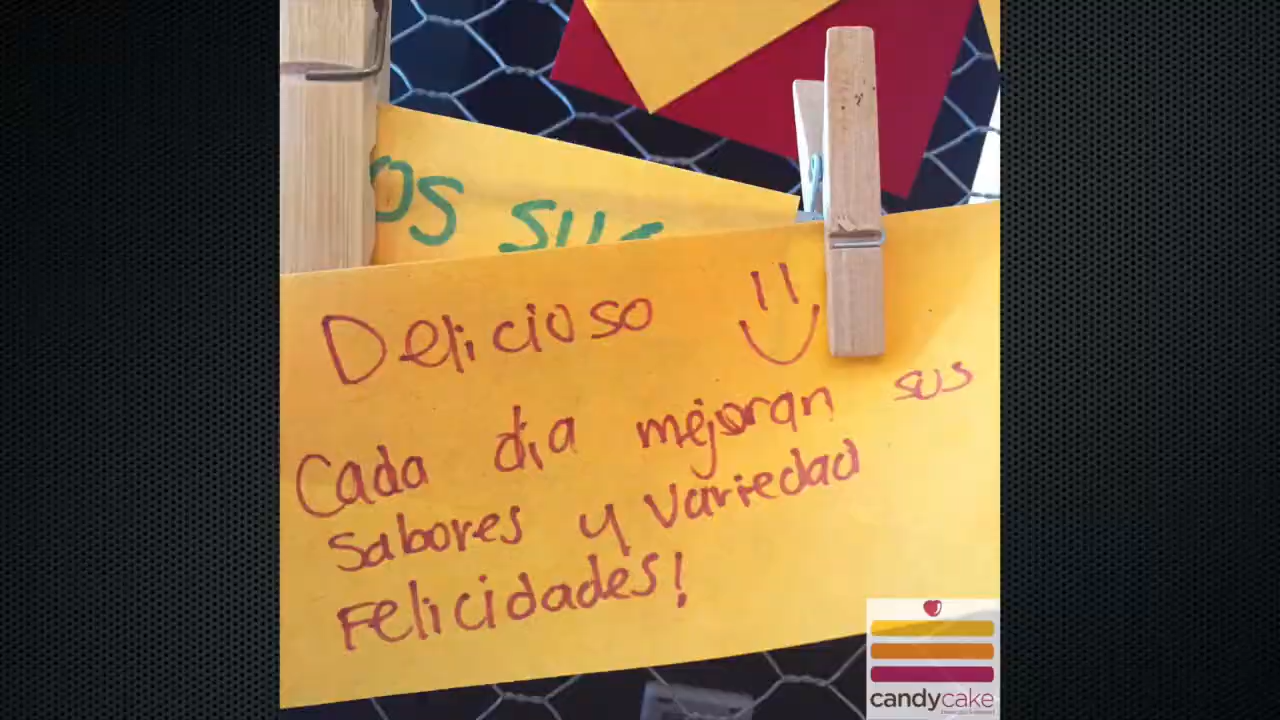 os sus
Delicioso
Cada dia mejoran sus
sabores y variedad
Felicidades!
candycake